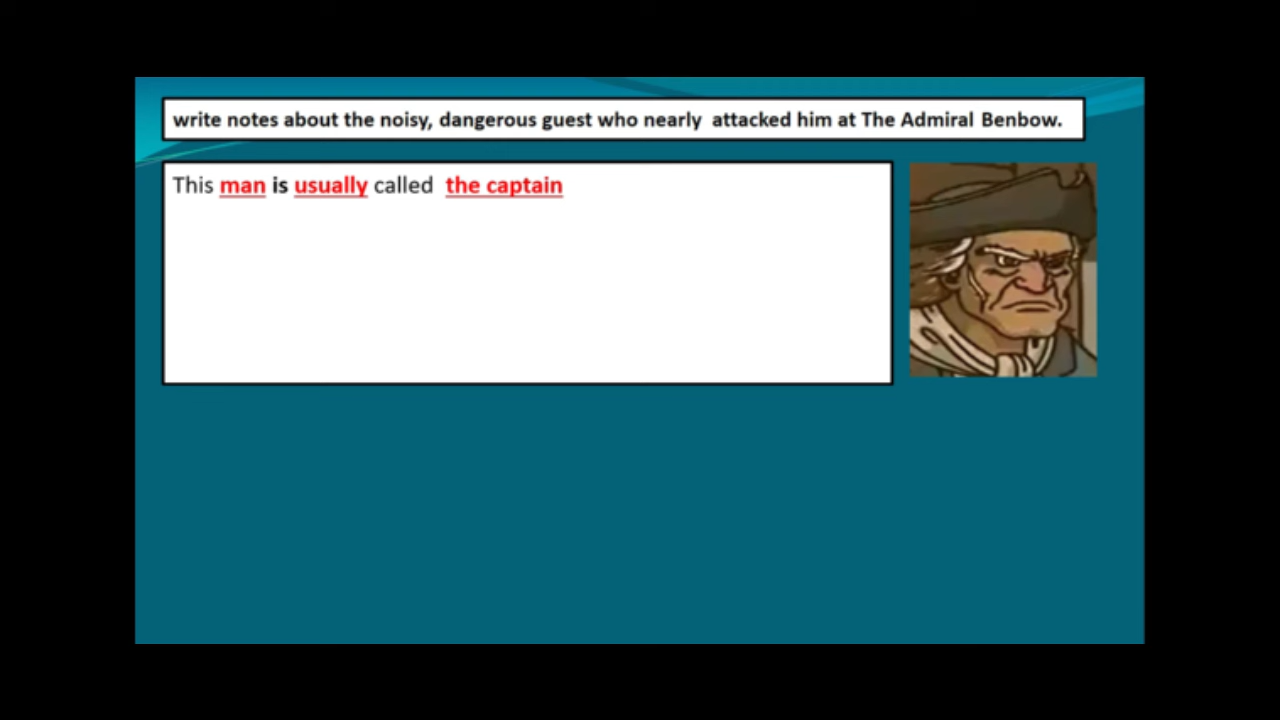 write notes about the noisy, dangerous guest who nearly attacked him at The Admiral Benbow.
This man is usually called the captain